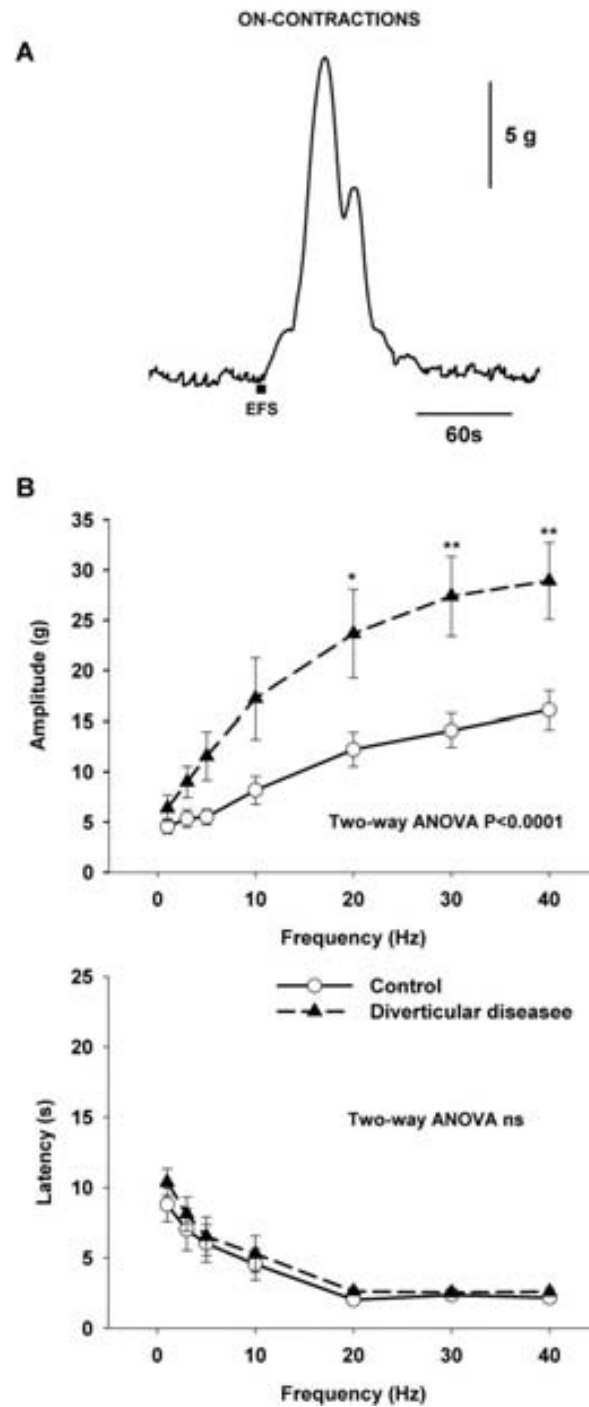 ON-CONTRACTIONS
A
5 g
EFS
60s
B
35
30
25
20
15
10
5
0
Amplitude (g)
*
**
**
Two-way ANOVA P<0.0001
0 10 20 30 40
Frequency (Hz)
25
20
15
10
5
0
Latency (s)
Control
Diverticular diseasee
Two-way ANOVA ns
0 10 20 30 40
Frequency (Hz)